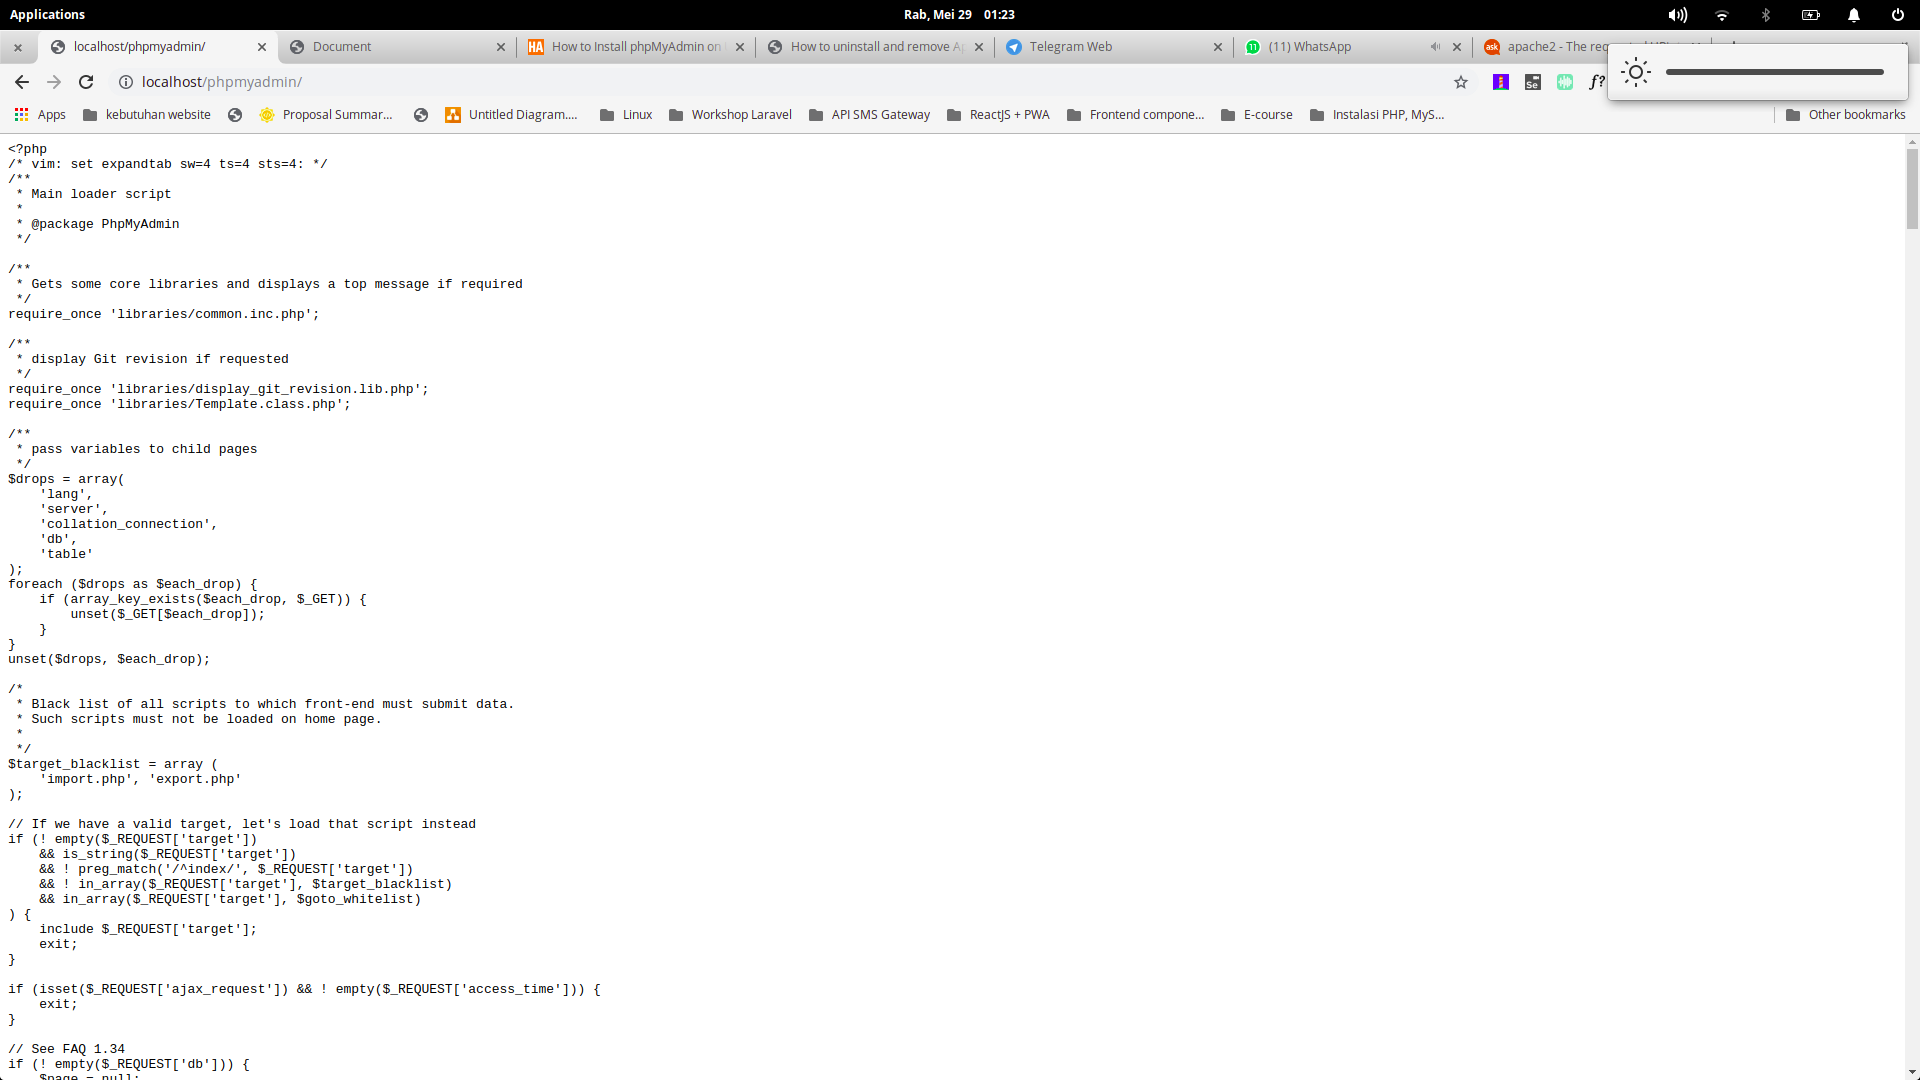 Applications
Rab, Mei 29 01:23
localhost/phpmyadmin/
Document
HA How to Install phpMyAdmin on
How to uninstall and remove
Telegram Web
11 (11) WhatsApp
ask apache2 - The
localhost/phpmyadmin/
Se
f?
Apps
kebutuhan website
Proposal Summar...
Untitled Diagram....
Linux
Workshop Laravel
API SMS Gateway
ReactJS + PWA
Frontend compone...
E-course
Instalasi PHP, MyS...
Other bookmarks
<?php
/* vim: set expandtab sw=4 ts=4 sts=4: */
/**
 * Main loader script
 *
 * @package PhpMyAdmin
 */
/**
 * Gets some core libraries and displays a top message if required
 */
require_once 'libraries/common.inc.php';
/**
 * display Git revision if requested
 */
require_once 'libraries/display_git_revision.lib.php';
require_once 'libraries/Template.class.php';
/**
 * pass variables to child pages
 */
$drops = array(
    'lang',
    'server',
    'collation_connection',
    'db',
    'table'
);
foreach ($drops as $each_drop) {
    if (array_key_exists($each_drop, $_GET)) {
        unset($_GET[$each_drop]);
    }
}
unset($drops, $each_drop);
/*
 * Black list of all scripts to which front-end must submit data.
 * Such scripts must not be loaded on home page.
 *
 */
$target_blacklist = array (
    'import.php', 'export.php'
);
// If we have a valid target, let's load that script instead
if (! empty($_REQUEST['target'])
    && is_string($_REQUEST['target'])
    && ! preg_match('/^index/', $_REQUEST['target'])
    && ! in_array($_REQUEST['target'], $target_blacklist)
    && in_array($_REQUEST['target'], $goto_whitelist)
) {
    include $_REQUEST['target'];
    exit;
}
if (isset($_REQUEST['ajax_request']) && ! empty($_REQUEST['access_time'])) {
    exit;
}
// See FAQ 1.34
if (! empty($_REQUEST['db'])) {
    $page = null;